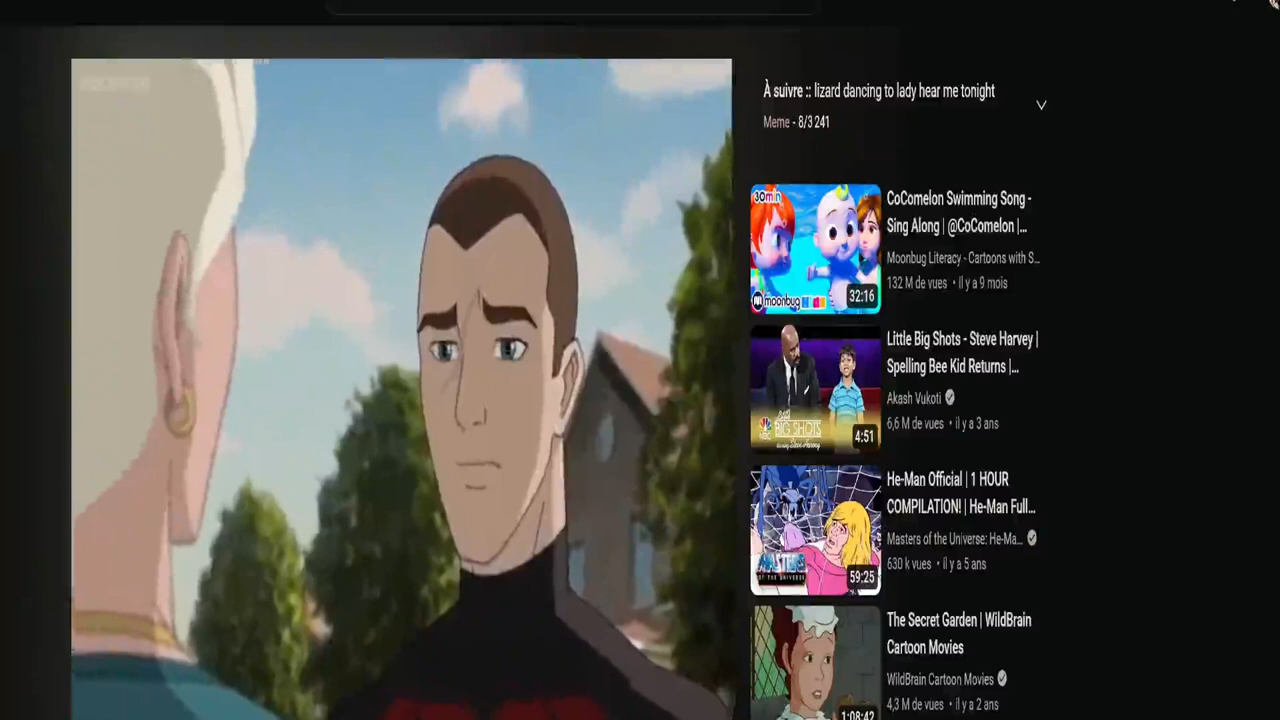 À suivre :: lizard dancing to lady hear me tonight
Meme - 8/3 241
30min
moonbug
32:16
CoComelon Swimming Song -
Sing Along | @CoComelon |...
Moonbug Literacy - Cartoons with S...
132 M de vues • il y a 9 mois
BIG SHOTS
4:51
Little Big Shots - Steve Harvey |
Spelling Bee Kid Returns |...
Akash Vukoti
6,6 M de vues • il y a 3 ans
MASTERS
OF THE UNIVERSE
59:25
He-Man Official | 1 HOUR
COMPILATION! | He-Man Full...
Masters of the Universe: He-Ma...
630 k vues • il y a 5 ans
1:08:42
The Secret Garden | WildBrain
Cartoon Movies
WildBrain Cartoon Movies
4,3 M de vues • il y a 2 ans